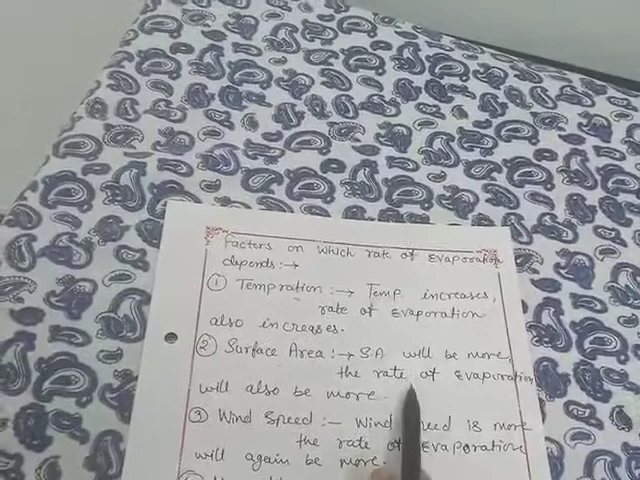 Factors on which rate of Evaporation
depends:→
① Tempration:→ Temp. increases,
rate of Evaporation
also increases.
② Surface Area:→ S.A will be more,
the rate of Evaporation
will also be more.
③ Wind Speed:— Wind is more
the rate of Evaporation
will again be more.